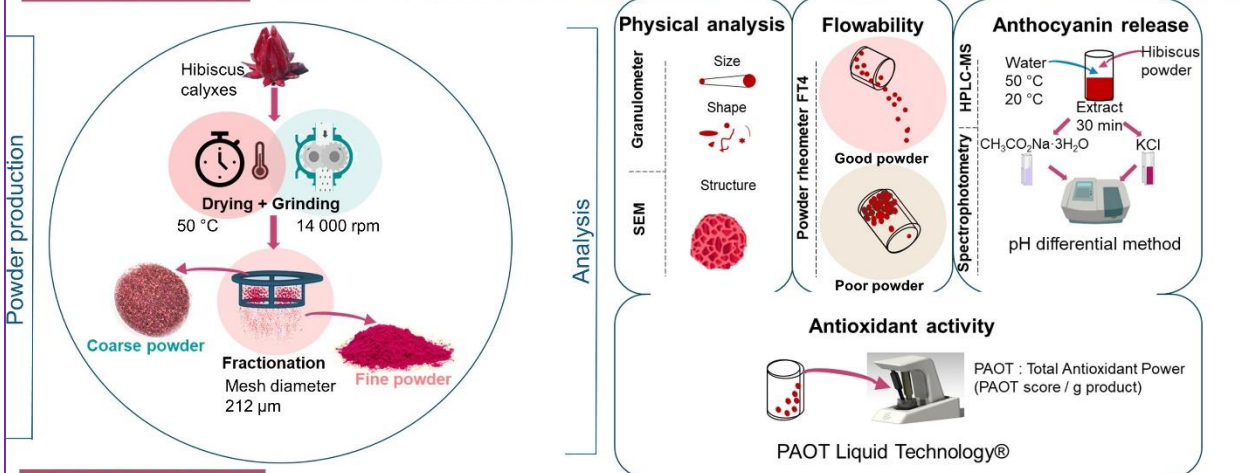 Powder production
Hibiscus
calyxes
Drying + Grinding
50 °C
14 000 rpm
Coarse powder
Fractionation
Mesh diameter
212 µm
Fine powder
Analysis
Physical analysis
Granulometer
Size
Shape
SEM
Structure
Flowability
Powder rheometer FT4
Good powder
Poor powder
Anthocyanin release
HPLC-MS
Water
50 °C
20 °C
Hibiscus
powder
Extract
30 min
Spectrophotometry
CH₃CO₂Na·3H₂O
KCl
pH differential method
Antioxidant activity
PAOT : Total Antioxidant Power
(PAOT score / g product)
PAOT Liquid Technology®